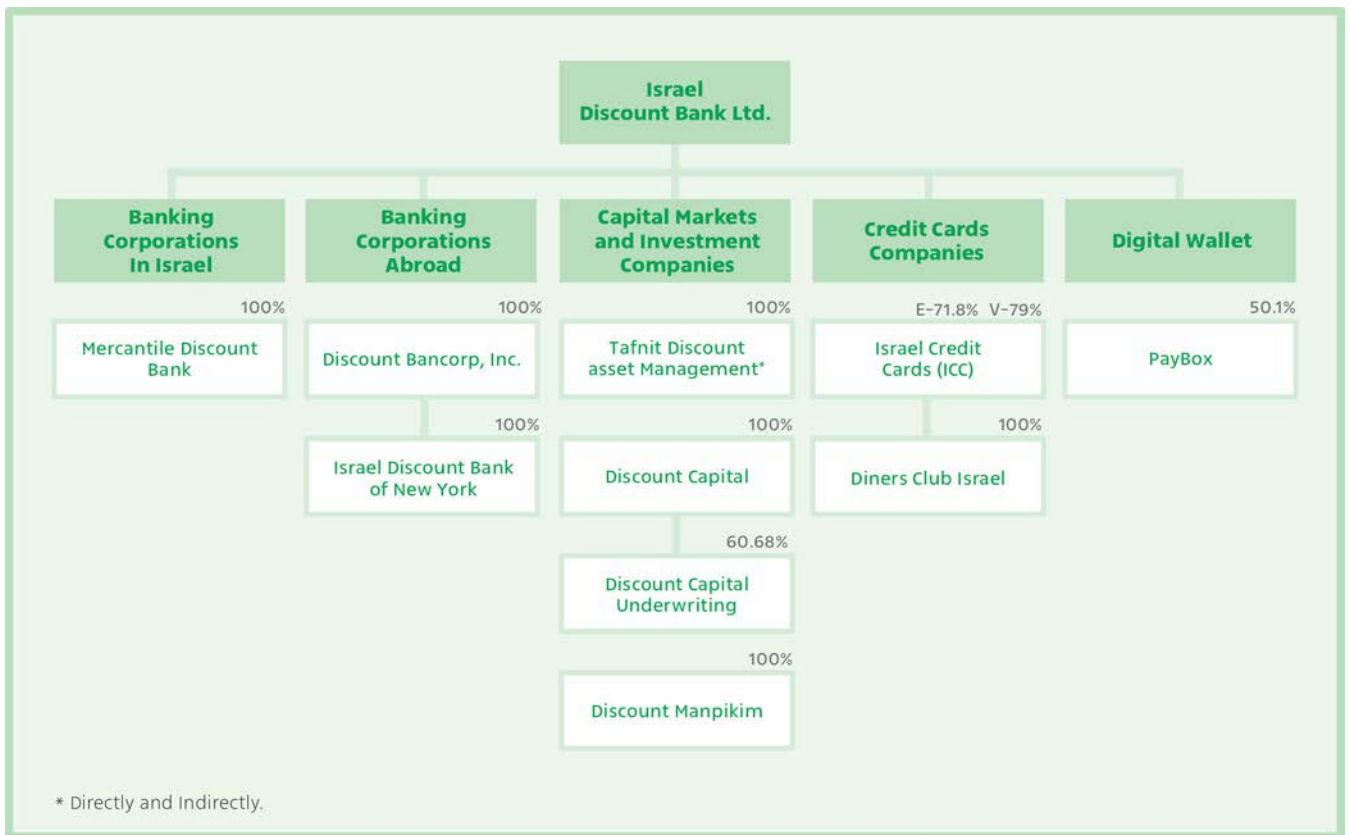 Israel
Discount Bank Ltd.
Banking
Corporations
In Israel
100%
Mercantile Discount
Bank
Banking
Corporations
Abroad
100%
Discount Bancorp, Inc.
100%
Israel Discount Bank
of New York
Capital Markets
and Investment
Companies
100%
Tafnit Discount
asset Management*
100%
Discount Capital
60.68%
Discount Capital
Underwriting
100%
Discount Manpikim
Credit Cards
Companies
E-71.8% V-79%
Israel Credit
Cards (ICC)
100%
Diners Club Israel
Digital Wallet
50.1%
PayBox
* Directly and Indirectly.